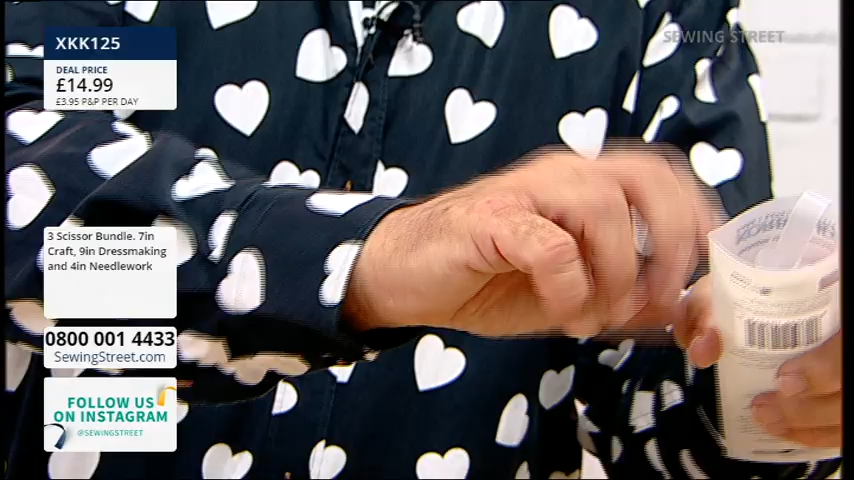 XKK125
SEWING STREET
DEAL PRICE
£14.99
£3.95 P&P PER DAY
3 Scissor Bundle. 7in
Craft, 9in Dressmaking
and 4in Needlework
0800 001 4433
SewingStreet.com
FOLLOW US
ON INSTAGRAM
@SEWINGSTREET